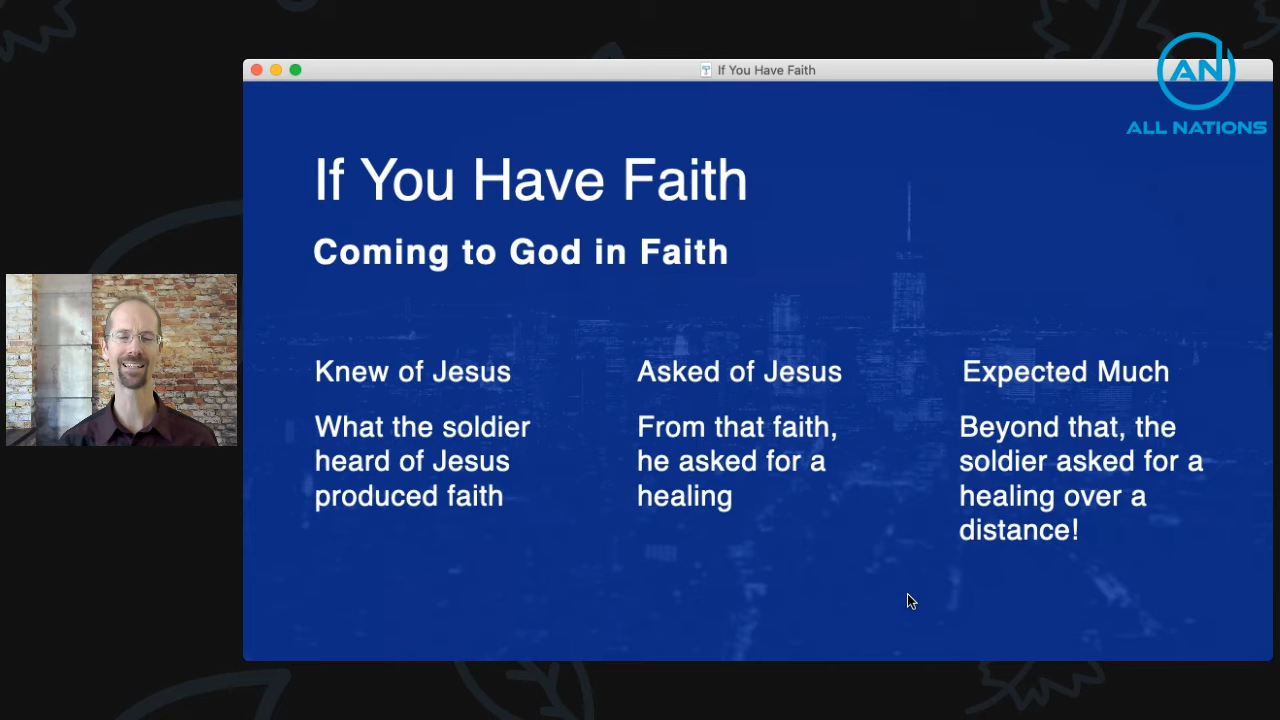 If You Have Faith
AN
ALL NATIONS
If You Have Faith
Coming to God in Faith
Knew of Jesus
What the soldier
heard of Jesus
produced faith
Asked of Jesus
From that faith,
he asked for a
healing
Expected Much
Beyond that, the
soldier asked for a
healing over a
distance!